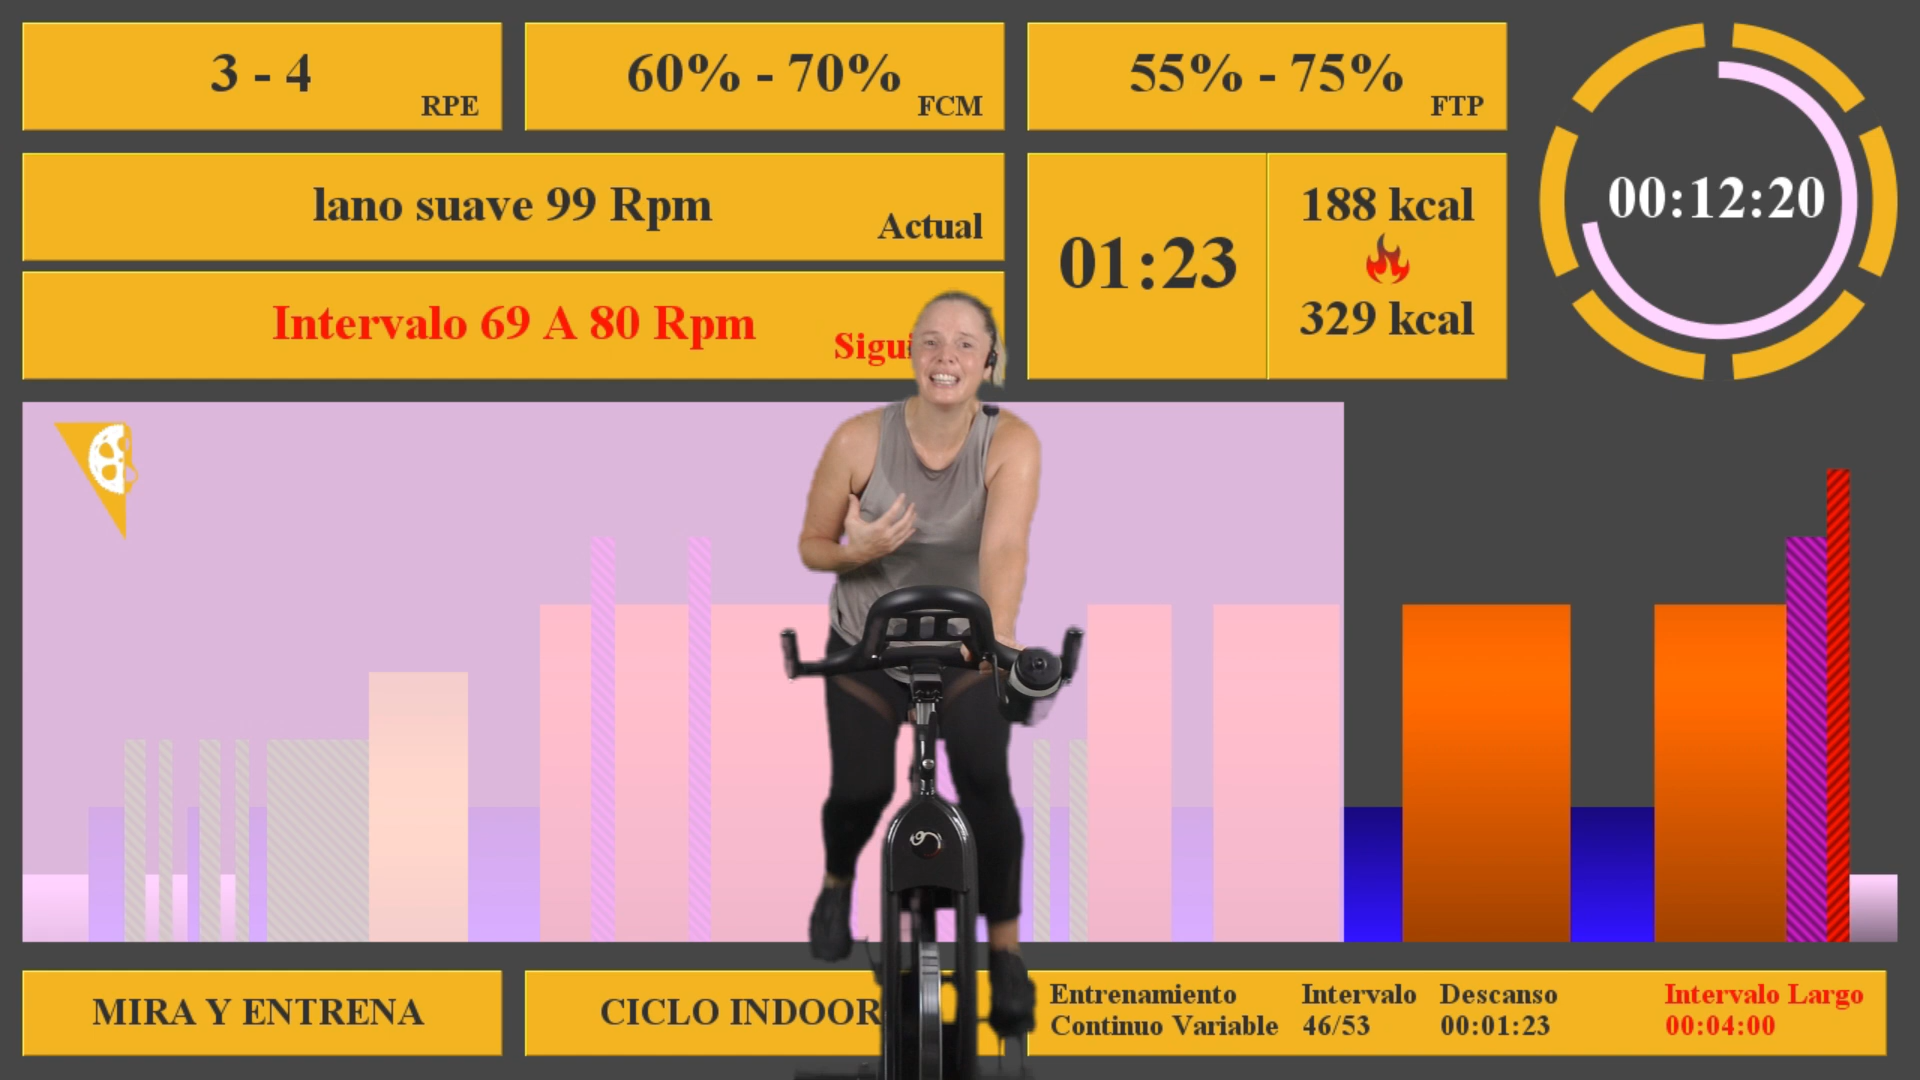 3 - 4
RPE
60% - 70%
FCM
55% - 75%
FTP
00:12:20
lano suave 99 Rpm
Actual
01:23
188 kcal
329 kcal
Intervalo 69 A 80 Rpm
Sigui
MIRA Y ENTRENA
CICLO INDOOR
Entrenamiento
Continuo Variable
Intervalo
46/53
Descanso
00:01:23
Intervalo Largo
00:04:00